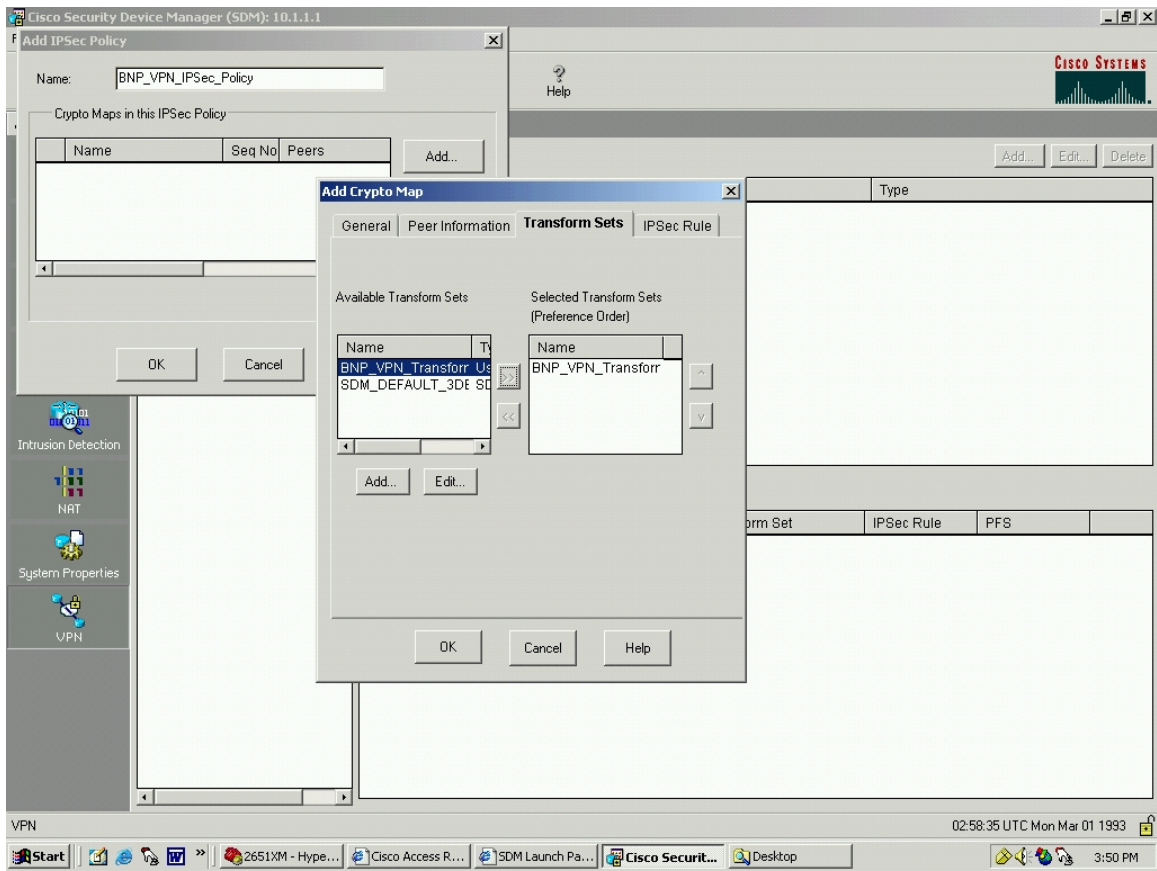 Cisco Security Device Manager (SDM): 10.1.1.1
Add IPSec Policy
Name: BNP_VPN_IPSec_Policy
Help
CISCO SYSTEMS
Crypto Maps in this IPSec Policy
Name Seq No Peers
Add...
Add... Edit... Delete
Type
OK Cancel
Add Crypto Map
General Peer Information Transform Sets IPSec Rule
Available Transform Sets
Selected Transform Sets
(Preference Order)
Name Ty
BNP_VPN_Transforr Us
SDM_DEFAULT_3DE SD
>>
<<
Name
BNP_VPN_Transforr
^
v
Add... Edit...
OK Cancel Help
Intrusion Detection
NAT
System Properties
VPN
orm Set IPSec Rule PFS
VPN
02:58:35 UTC Mon Mar 01 1993
Start
»
2651XM - Hype...
Cisco Access R...
SDM Launch Pa...
Cisco Securit...
Desktop
3:50 PM